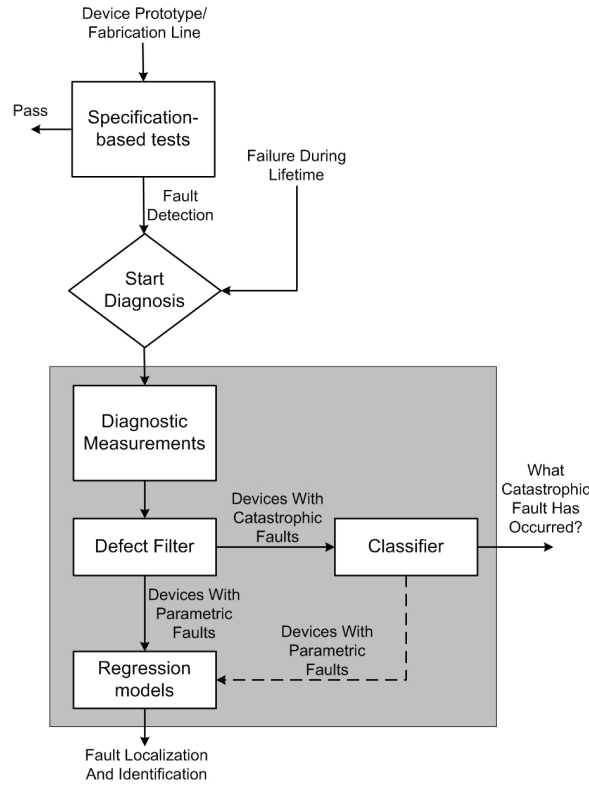 Device Prototype/
Fabrication Line
Pass
Specification-
based tests
Failure During
Lifetime
Fault
Detection
Start
Diagnosis
Diagnostic
Measurements
Devices With
Catastrophic
Faults
What
Catastrophic
Fault Has
Occurred?
Defect Filter
Classifier
Devices With
Parametric
Faults
Devices With
Parametric
Faults
Regression
models
Fault Localization
And Identification